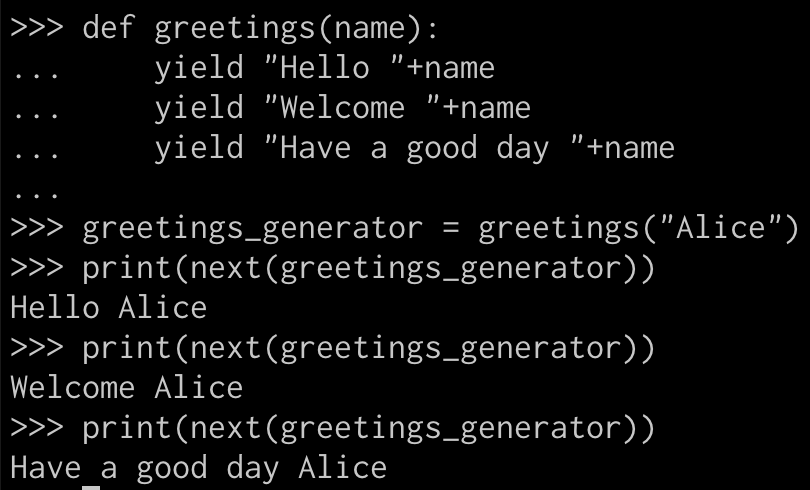 >>> def greetings(name):
...     yield "Hello "+name
...     yield "Welcome "+name
...     yield "Have a good day "+name
...
>>> greetings_generator = greetings("Alice")
>>> print(next(greetings_generator))
Hello Alice
>>> print(next(greetings_generator))
Welcome Alice
>>> print(next(greetings_generator))
Have a good day Alice